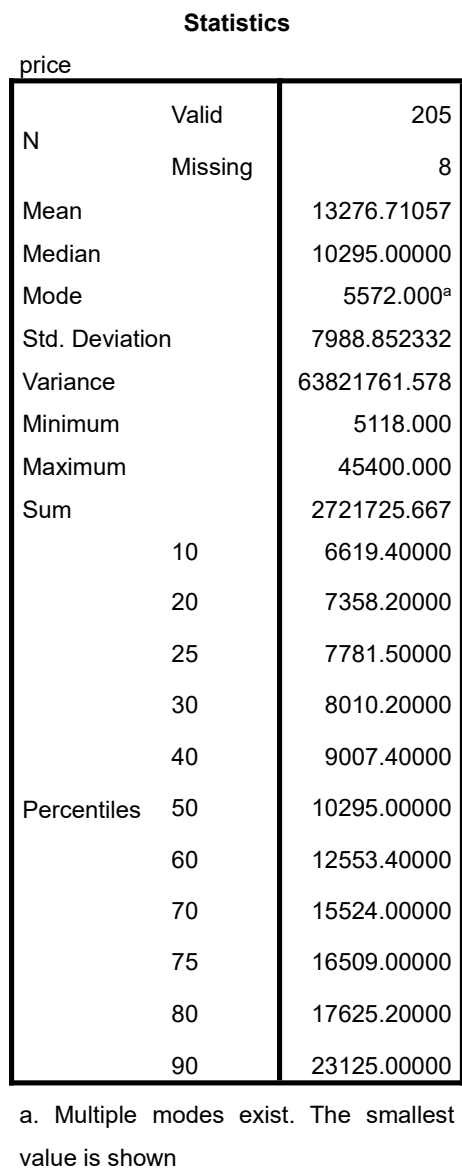 Statistics
price
N Valid 205
Missing 8
Mean 13276.71057
Median 10295.00000
Mode 5572.000a
Std. Deviation 7988.852332
Variance 63821761.578
Minimum 5118.000
Maximum 45400.000
Sum 2721725.667
Percentiles 10 6619.40000
20 7358.20000
25 7781.50000
30 8010.20000
40 9007.40000
50 10295.00000
60 12553.40000
70 15524.00000
75 16509.00000
80 17625.20000
90 23125.00000
a. Multiple modes exist. The smallest
value is shown